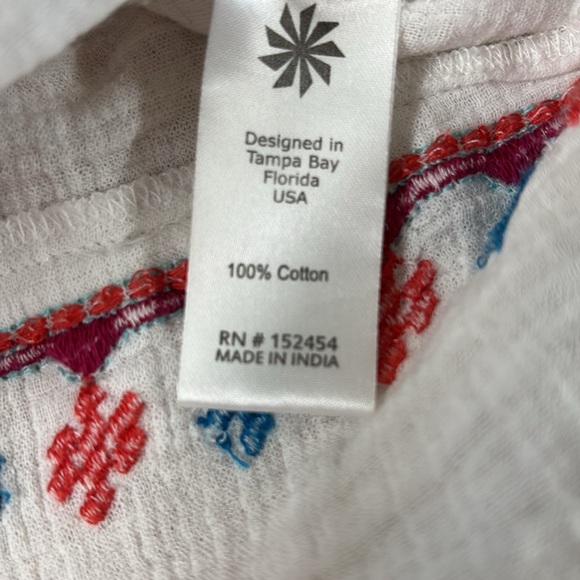 Designed in
Tampa Bay
Florida
USA
100% Cotton
RN # 152454
MADE IN INDIA